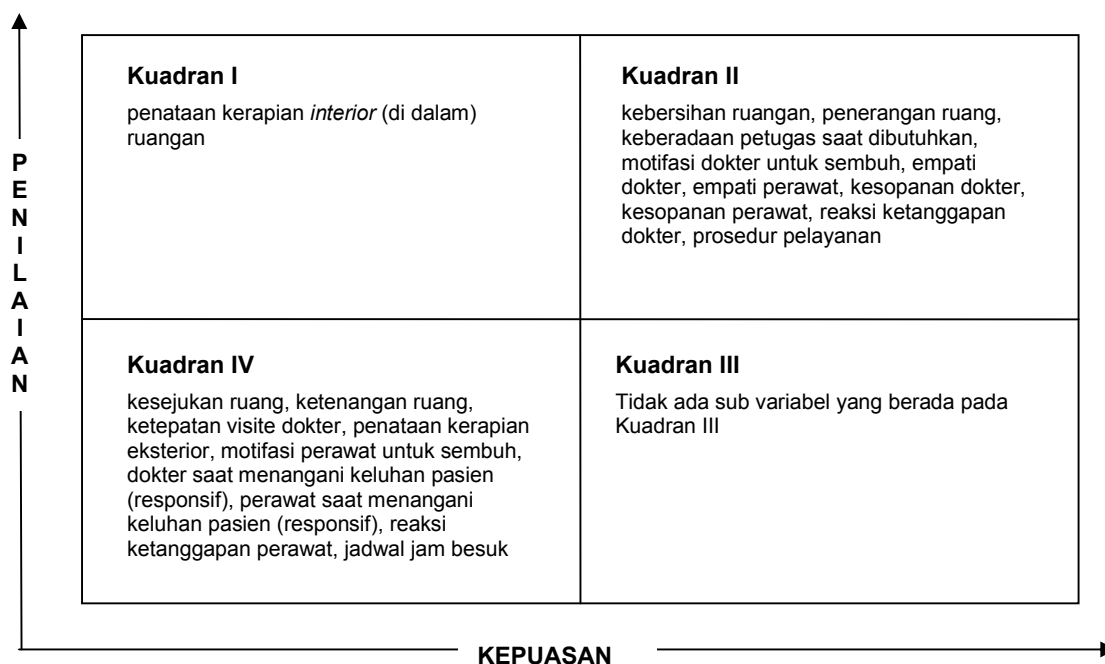 P
E
N
I
L
A
I
A
N
Kuadran I
penataan kerapian interior (di dalam)
ruangan
Kuadran II
kebersihan ruangan, penerangan ruang,
keberadaan petugas saat dibutuhkan,
motifasi dokter untuk sembuh, empati
dokter, empati perawat, kesopanan dokter,
kesopanan perawat, reaksi ketanggapan
dokter, prosedur pelayanan
Kuadran IV
kesejukan ruang, ketenangan ruang,
ketepatan visite dokter, penataan kerapian
eksterior, motifasi perawat untuk sembuh,
dokter saat menangani keluhan pasien
(responsif), perawat saat menangani
keluhan pasien (responsif), reaksi
ketanggapan perawat, jadwal jam besuk
Kuadran III
Tidak ada sub variabel yang berada pada
Kuadran III
KEPUASAN